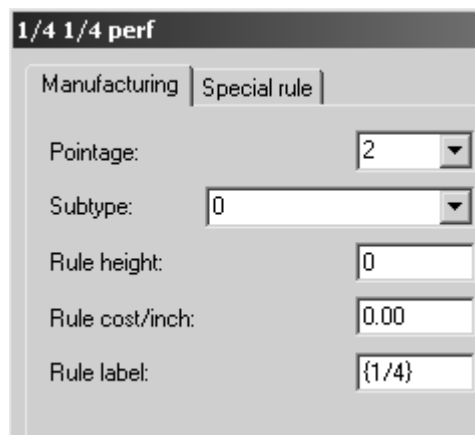 1/4 1/4 perf
Manufacturing Special rule
Pointage: 2
Subtype: 0
Rule height: 0
Rule cost/inch: 0.00
Rule label: {1/4}